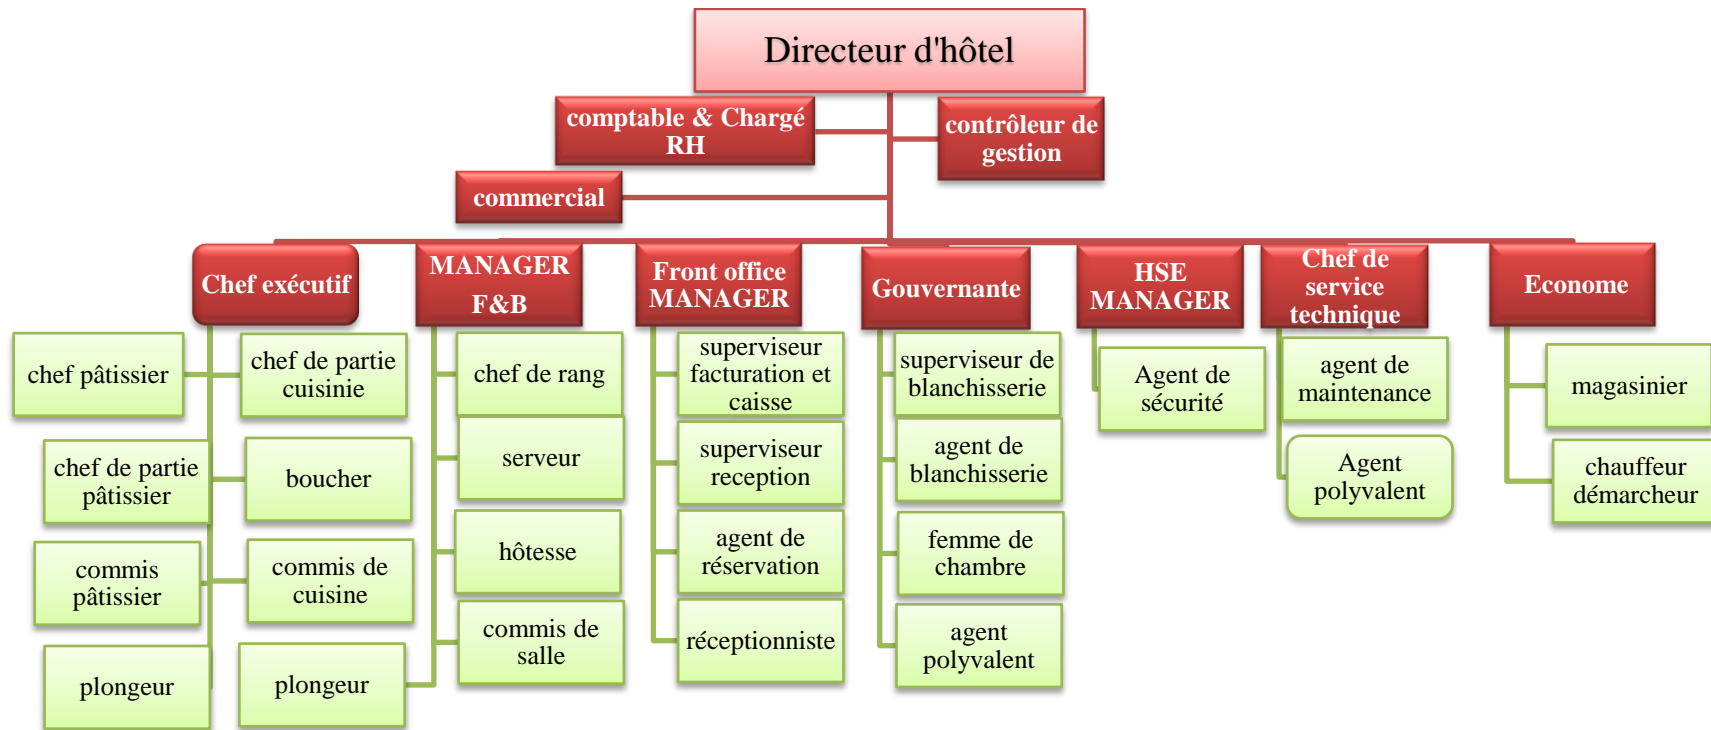 Directeur d'hôtel
comptable & Chargé
RH
contrôleur de
gestion
commercial
Chef exécutif
MANAGER
F&B
Front office
MANAGER
Gouvernante
HSE
MANAGER
Chef de
service
technique
Econome
chef pâtissier
chef de partie
cuisinie
chef de partie
pâtissier
boucher
commis
pâtissier
commis de
cuisine
plongeur
chef de rang
serveur
hôtesse
commis de
salle
plongeur
superviseur
facturation et
caisse
superviseur
reception
agent de
réservation
réceptionniste
superviseur de
blanchisserie
agent de
blanchisserie
femme de
chambre
agent
polyvalent
Agent de
sécurité
agent de
maintenance
Agent
polyvalent
magasinier
chauffeur
démarcheur